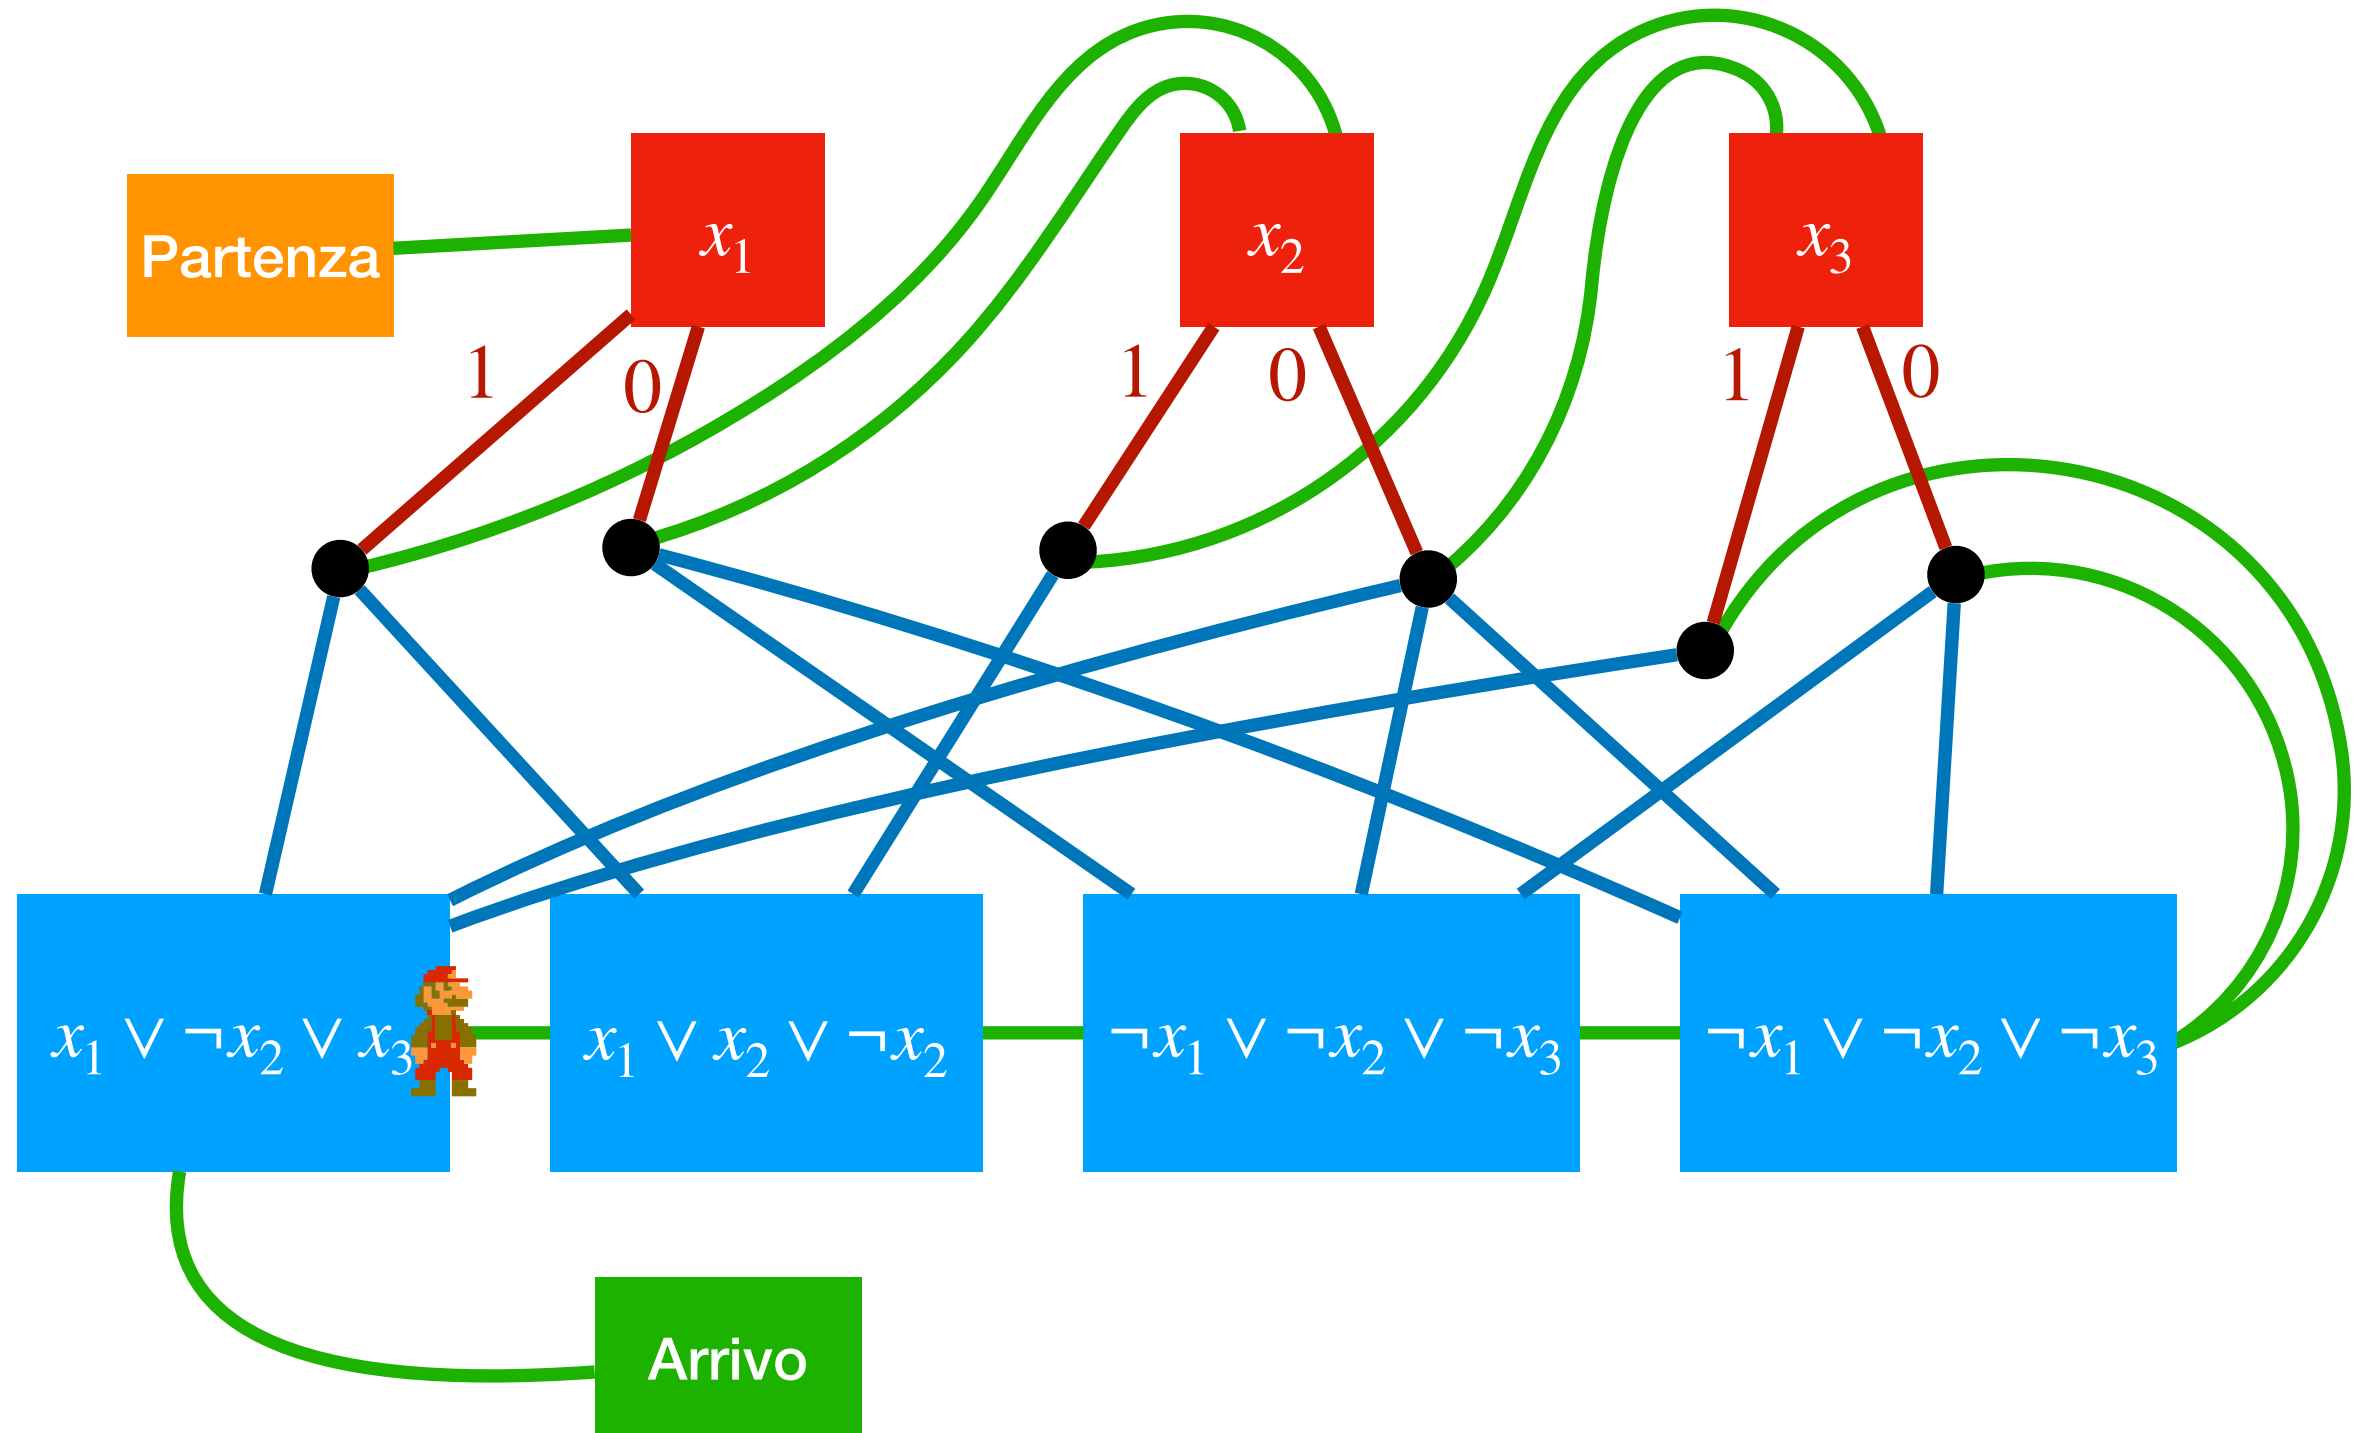 Partenza
x₁
x₂
x₃
1
0
1
0
1
0
x₁ ∨ ¬x₂ ∨ x₃
x₁ ∨ x₂ ∨ ¬x₂
¬x₁ ∨ ¬x₂ ∨ ¬x₃
¬x₁ ∨ ¬x₂ ∨ ¬x₃
Arrivo